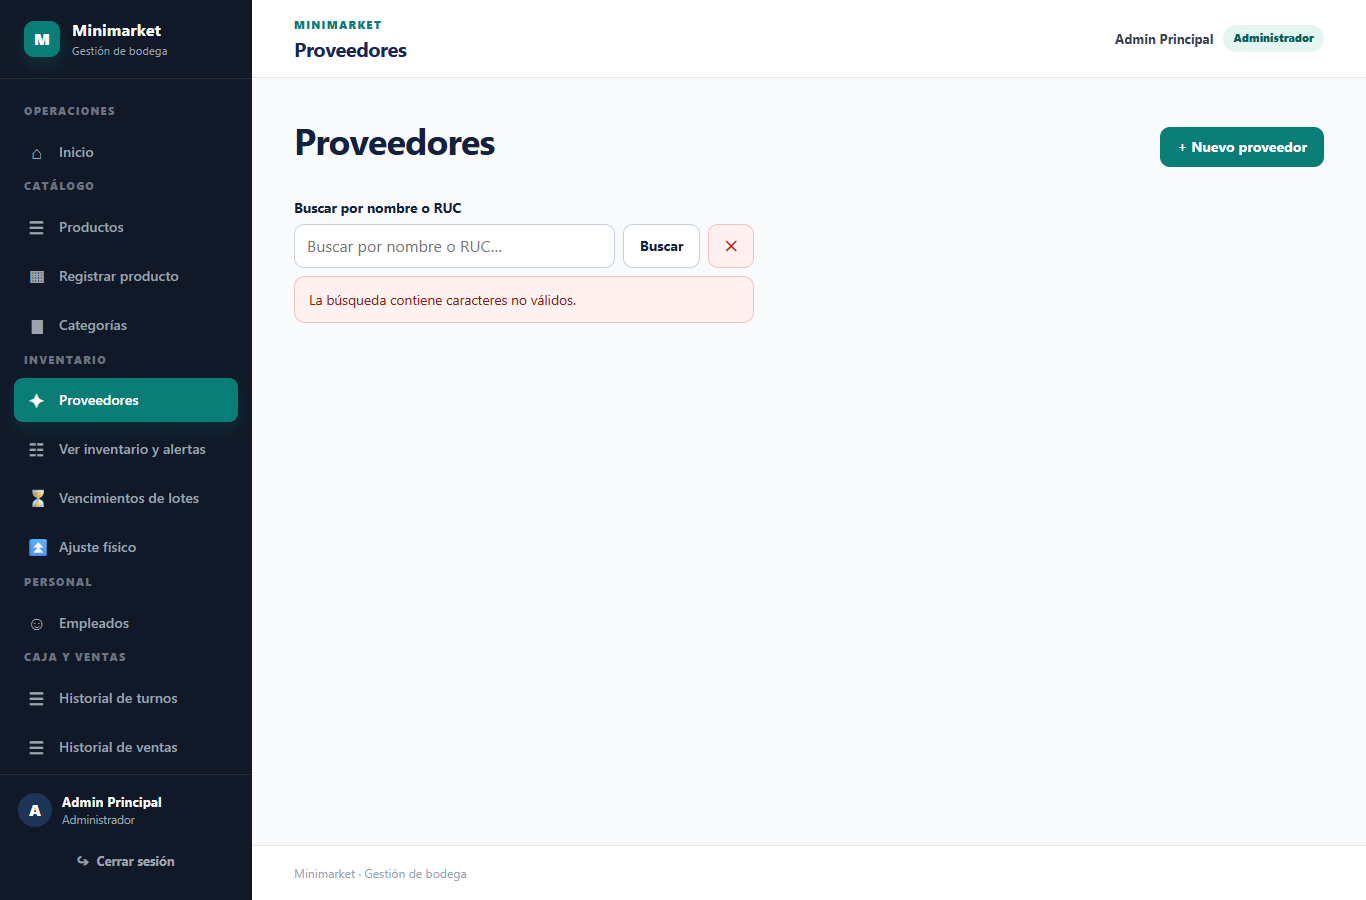 M
Minimarket
Gestión de bodega
OPERACIONES
Inicio
CATÁLOGO
Productos
Registrar producto
Categorías
INVENTARIO
Proveedores
Ver inventario y alertas
Vencimientos de lotes
Ajuste físico
PERSONAL
Empleados
CAJA Y VENTAS
Historial de turnos
Historial de ventas
A
Admin Principal
Administrador
Cerrar sesión
MINIMARKET
Proveedores
Admin Principal
Administrador
Proveedores
+ Nuevo proveedor
Buscar por nombre o RUC
Buscar por nombre o RUC...
Buscar
La búsqueda contiene caracteres no válidos.
Minimarket · Gestión de bodega